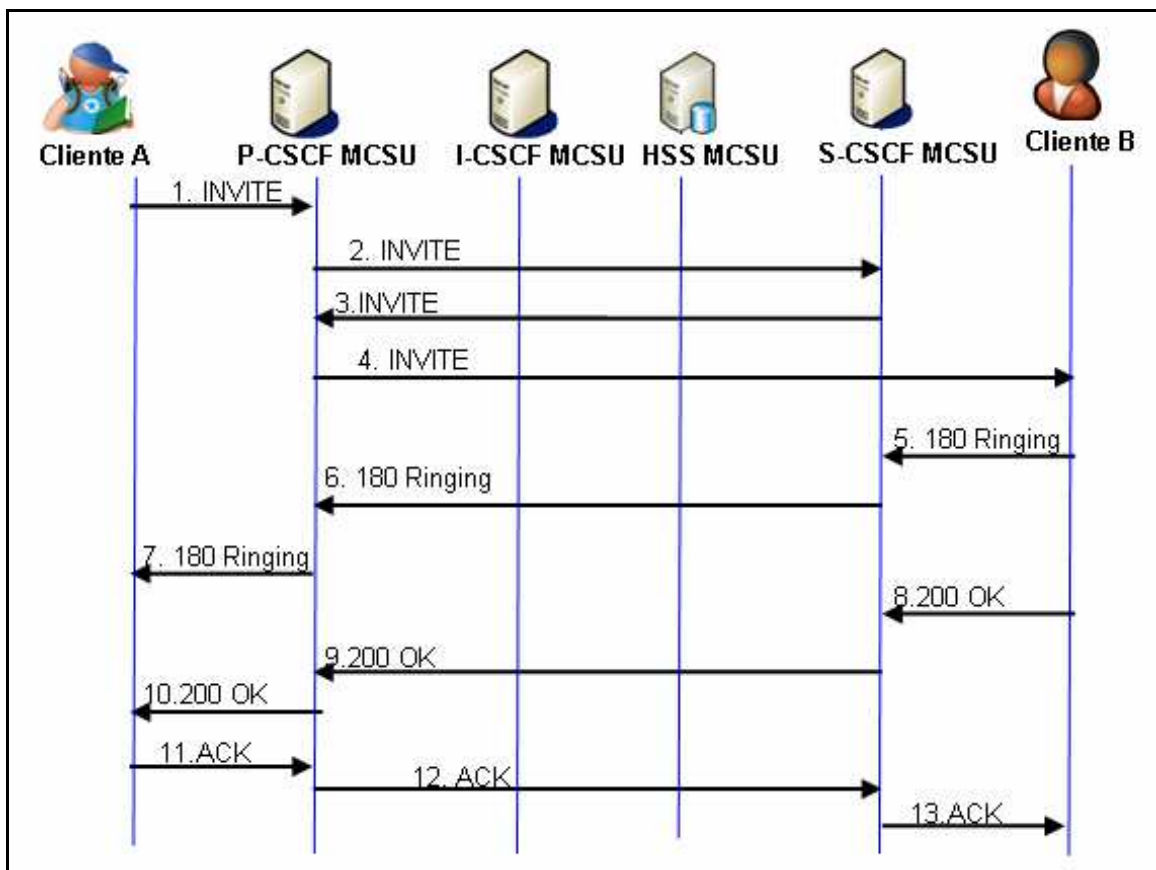 Cliente A
P-CSCF MCSU
I-CSCF MCSU
HSS MCSU
S-CSCF MCSU
Cliente B
1. INVITE
2. INVITE
3.INVITE
4. INVITE
5. 180 Ringing
6. 180 Ringing
7. 180 Ringing
8.200 OK
9.200 OK
10.200 OK
11.ACK
12. ACK
13.ACK